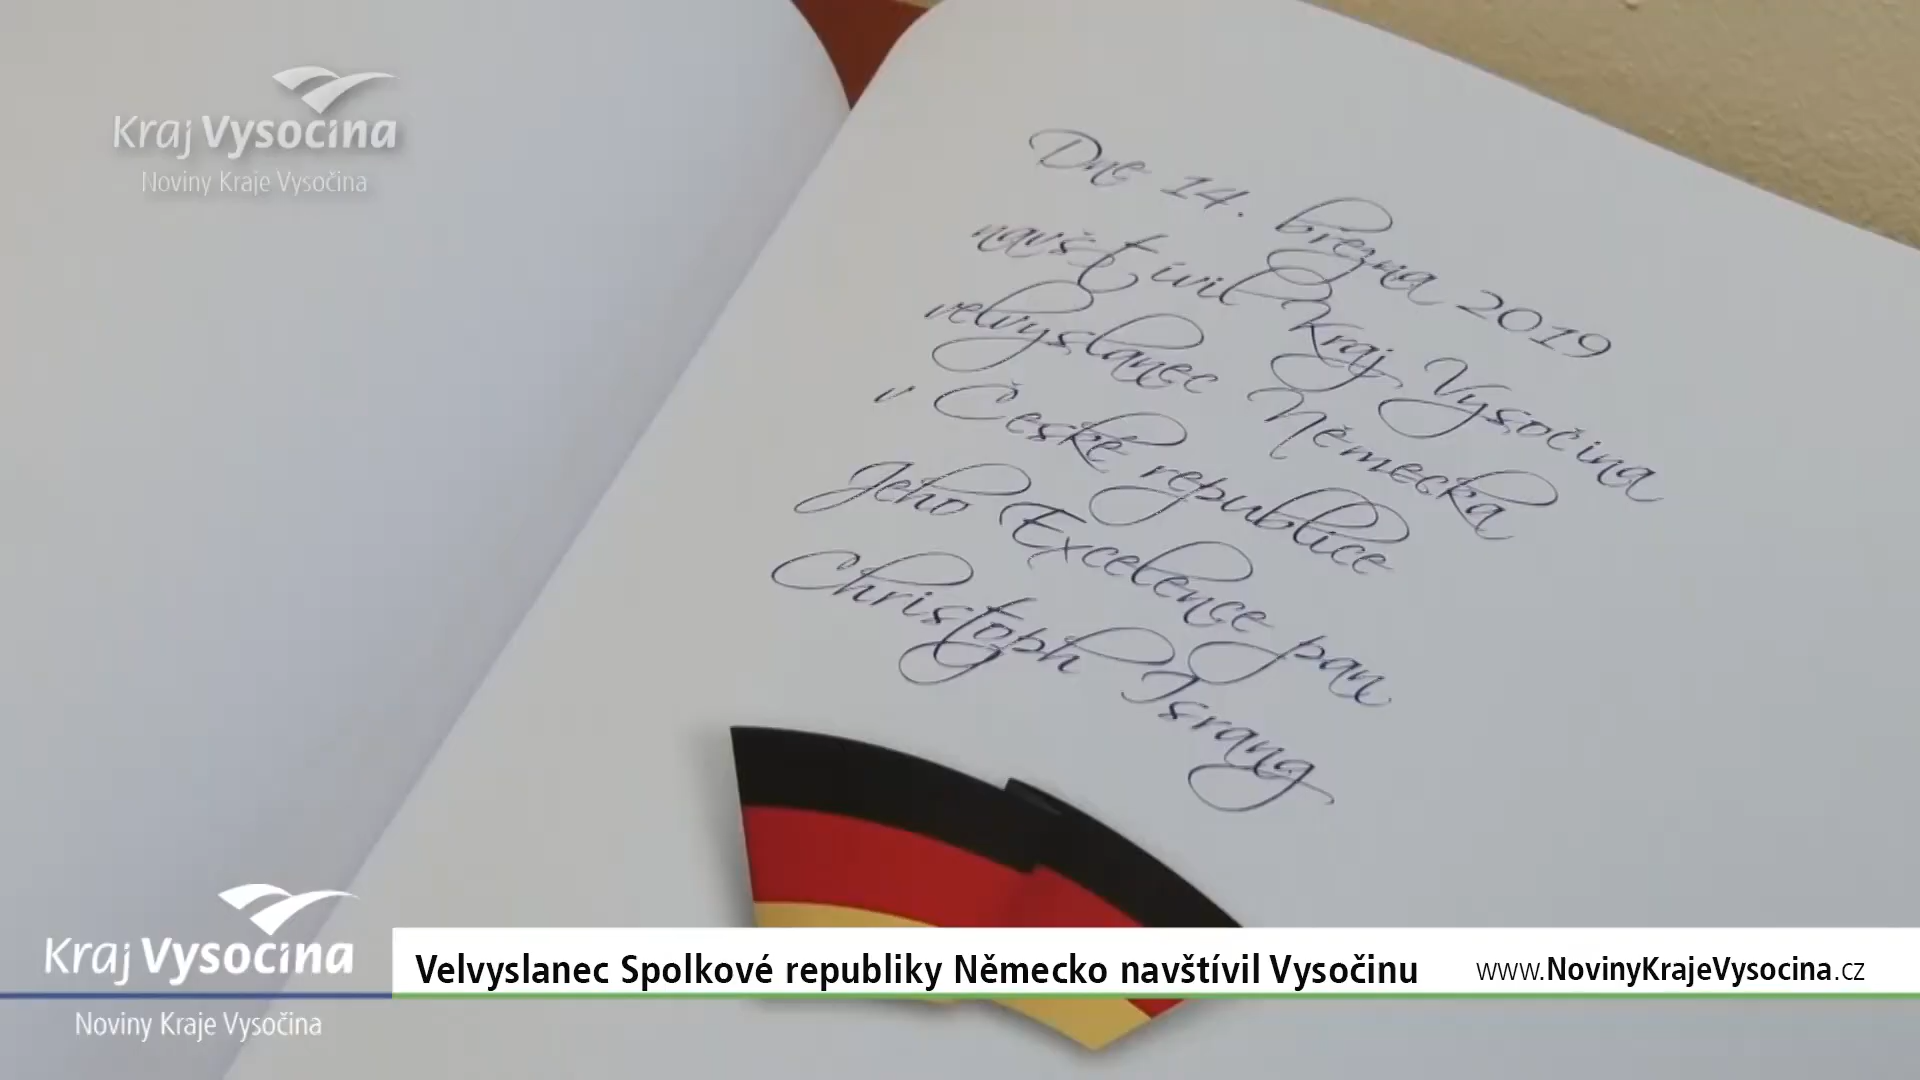 Kraj Vysočina
Noviny Kraje Vysočina
Dne 14. března 2019
navštívil Kraj Vysočina
velvyslanec Německa
v České republice
Jeho Excelence pan
Christoph Israng
Kraj Vysočina
Noviny Kraje Vysočina
Velvyslanec Spolkové republiky Německo navštívil Vysočinu
www.NovinyKrajeVysocina.cz